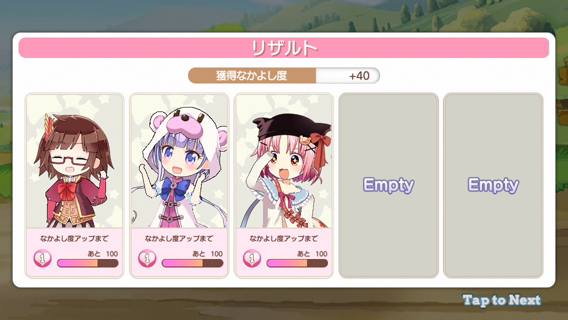 リザルト
獲得なかよし度 +40
なかよし度アップまで
1 あと 100
なかよし度アップまで
1 あと 100
なかよし度アップまで
1 あと 100
Empty
Empty
Tap to Next